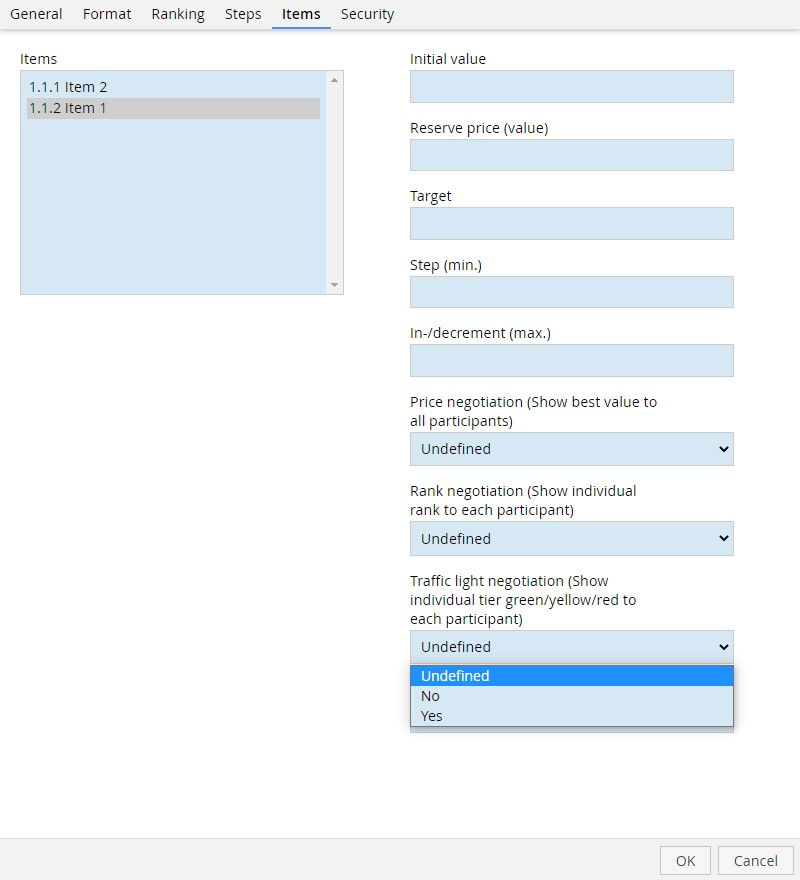 General Format Ranking Steps Items Security
Items
1.1.1 Item 2
1.1.2 Item 1
Initial value
Reserve price (value)
Target
Step (min.)
In-/decrement (max.)
Price negotiation (Show best value to
all participants)
Undefined
Rank negotiation (Show individual
rank to each participant)
Undefined
Traffic light negotiation (Show
individual tier green/yellow/red to
each participant)
Undefined
Undefined
No
Yes
OK Cancel